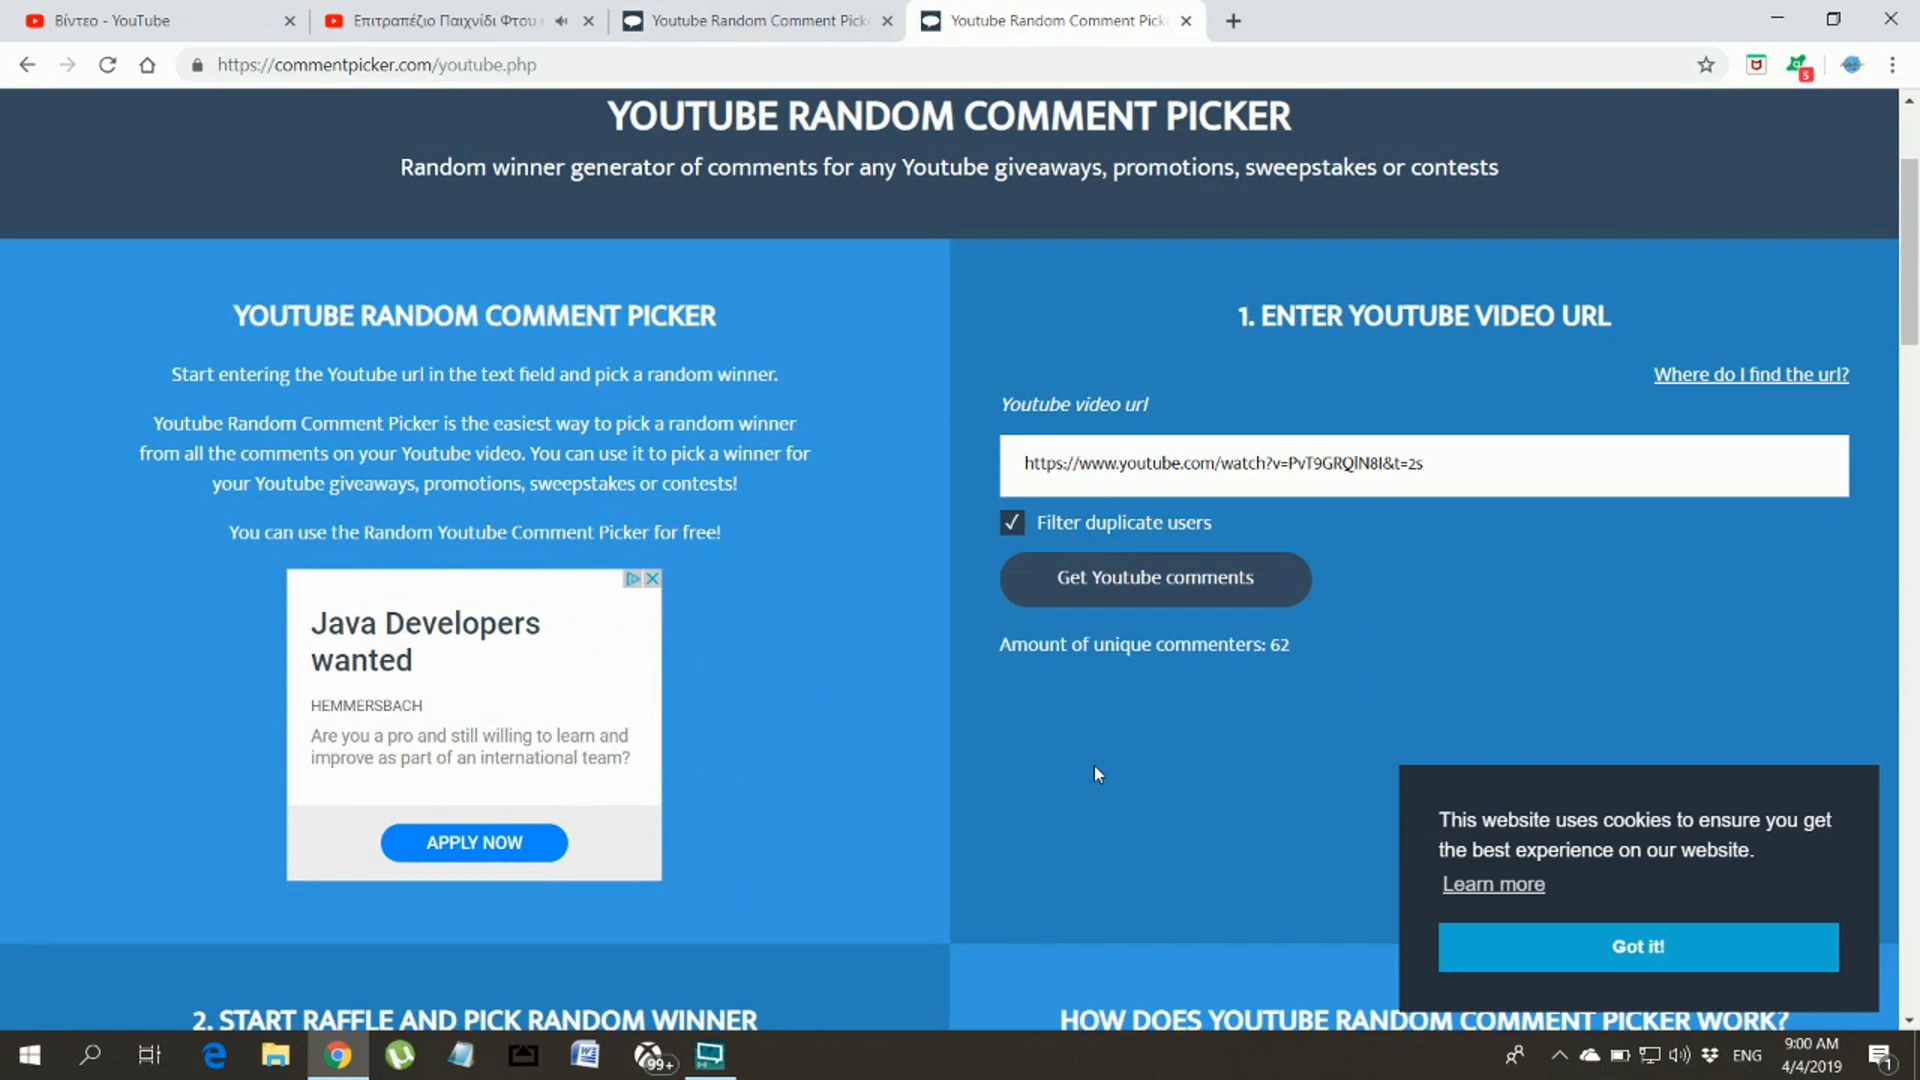 Βίντεο - YouTube
Επιτραπέζιο Παιχνίδι Φτου
Youtube Random Comment Pick
Youtube Random Comment Pick
https://commentpicker.com/youtube.php
5
YOUTUBE RANDOM COMMENT PICKER
Random winner generator of comments for any Youtube giveaways, promotions, sweepstakes or contests
YOUTUBE RANDOM COMMENT PICKER
Start entering the Youtube url in the text field and pick a random winner.
Youtube Random Comment Picker is the easiest way to pick a random winner
from all the comments on your Youtube video. You can use it to pick a winner for
your Youtube giveaways, promotions, sweepstakes or contests!
You can use the Random Youtube Comment Picker for free!
Java Developers
wanted
HEMMERSBACH
Are you a pro and still willing to learn and
improve as part of an international team?
APPLY NOW
1. ENTER YOUTUBE VIDEO URL
Where do I find the url?
Youtube video url
https://www.youtube.com/watch?v=PvT9GRQlN8I&t=2s
Filter duplicate users
Get Youtube comments
Amount of unique commenters: 62
This website uses cookies to ensure you get
the best experience on our website.
Learn more
Got it!
2. START RAFFLE AND PICK RANDOM WINNER
HOW DOES YOUTUBE RANDOM COMMENT PICKER WORK?
99+
ENG
9:00 AM
4/4/2019
1